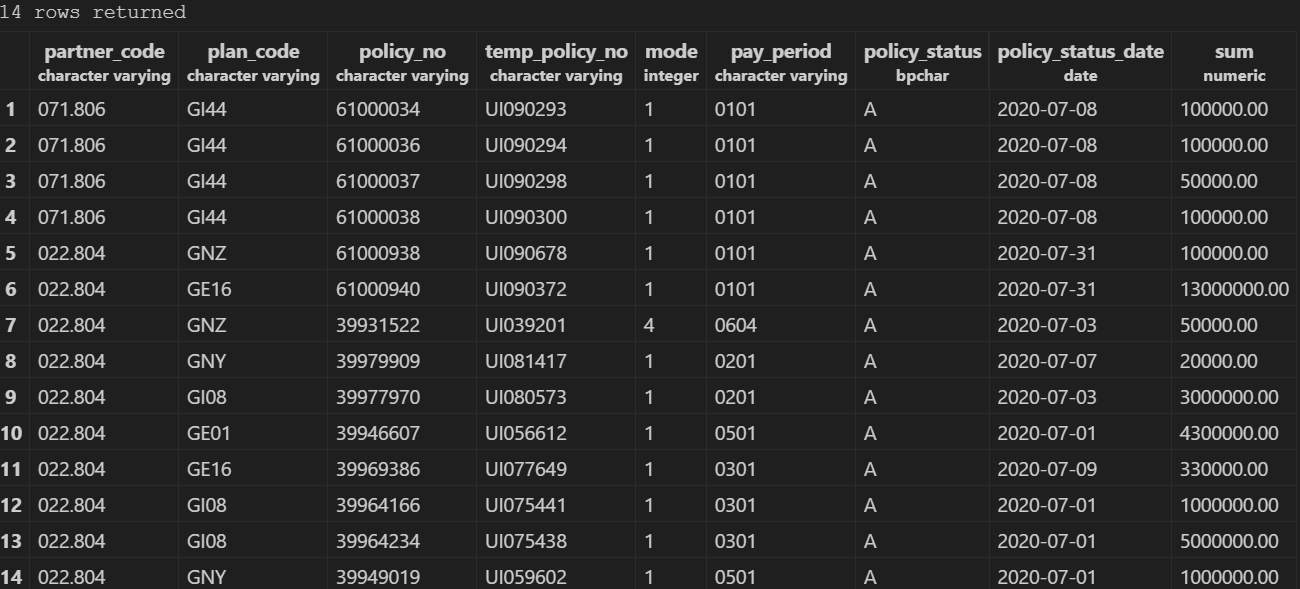 14 rows returned
partner_code plan_code policy_no temp_policy_no mode pay_period policy_status policy_status_date sum
character varying character varying character varying character varying integer character varying bpchar date numeric
1 071.806 GI44 61000034 UI090293 1 0101 A 2020-07-08 100000.00
2 071.806 GI44 61000036 UI090294 1 0101 A 2020-07-08 100000.00
3 071.806 GI44 61000037 UI090298 1 0101 A 2020-07-08 50000.00
4 071.806 GI44 61000038 UI090300 1 0101 A 2020-07-08 100000.00
5 022.804 GNZ 61000938 UI090678 1 0101 A 2020-07-31 100000.00
6 022.804 GE16 61000940 UI090372 1 0101 A 2020-07-31 13000000.00
7 022.804 GNZ 39931522 UI039201 4 0604 A 2020-07-03 50000.00
8 022.804 GNY 39979909 UI081417 1 0201 A 2020-07-07 20000.00
9 022.804 GI08 39977970 UI080573 1 0201 A 2020-07-03 3000000.00
10 022.804 GE01 39946607 UI056612 1 0501 A 2020-07-01 4300000.00
11 022.804 GE16 39969386 UI077649 1 0301 A 2020-07-09 330000.00
12 022.804 GI08 39964166 UI075441 1 0301 A 2020-07-01 1000000.00
13 022.804 GI08 39964234 UI075438 1 0301 A 2020-07-01 5000000.00
14 022.804 GNY 39949019 UI059602 1 0501 A 2020-07-01 1000000.00